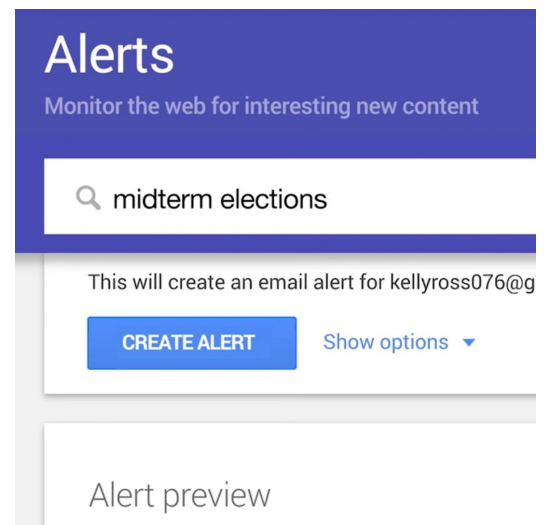 Alerts
Monitor the web for interesting new content
midterm elections
This will create an email alert for kellyross076@g
CREATE ALERT Show options
Alert preview